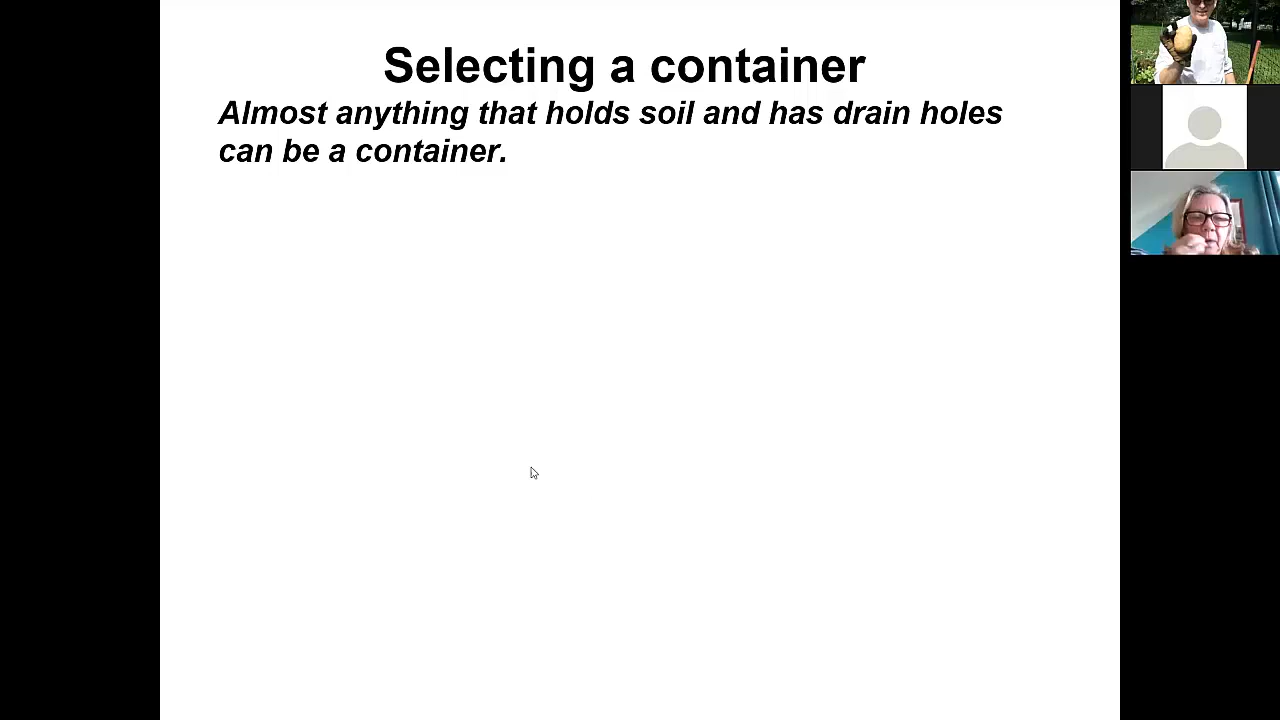 Selecting a container
Almost anything that holds soil and has drain holes
can be a container.